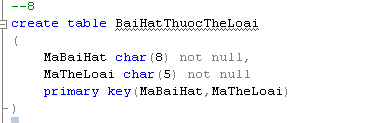 --8
create table BaiHatThuocTheLoai
(
MaBaiHat char(8) not null,
MaTheLoai char(5) not null
primary key(MaBaiHat,MaTheLoai)
)